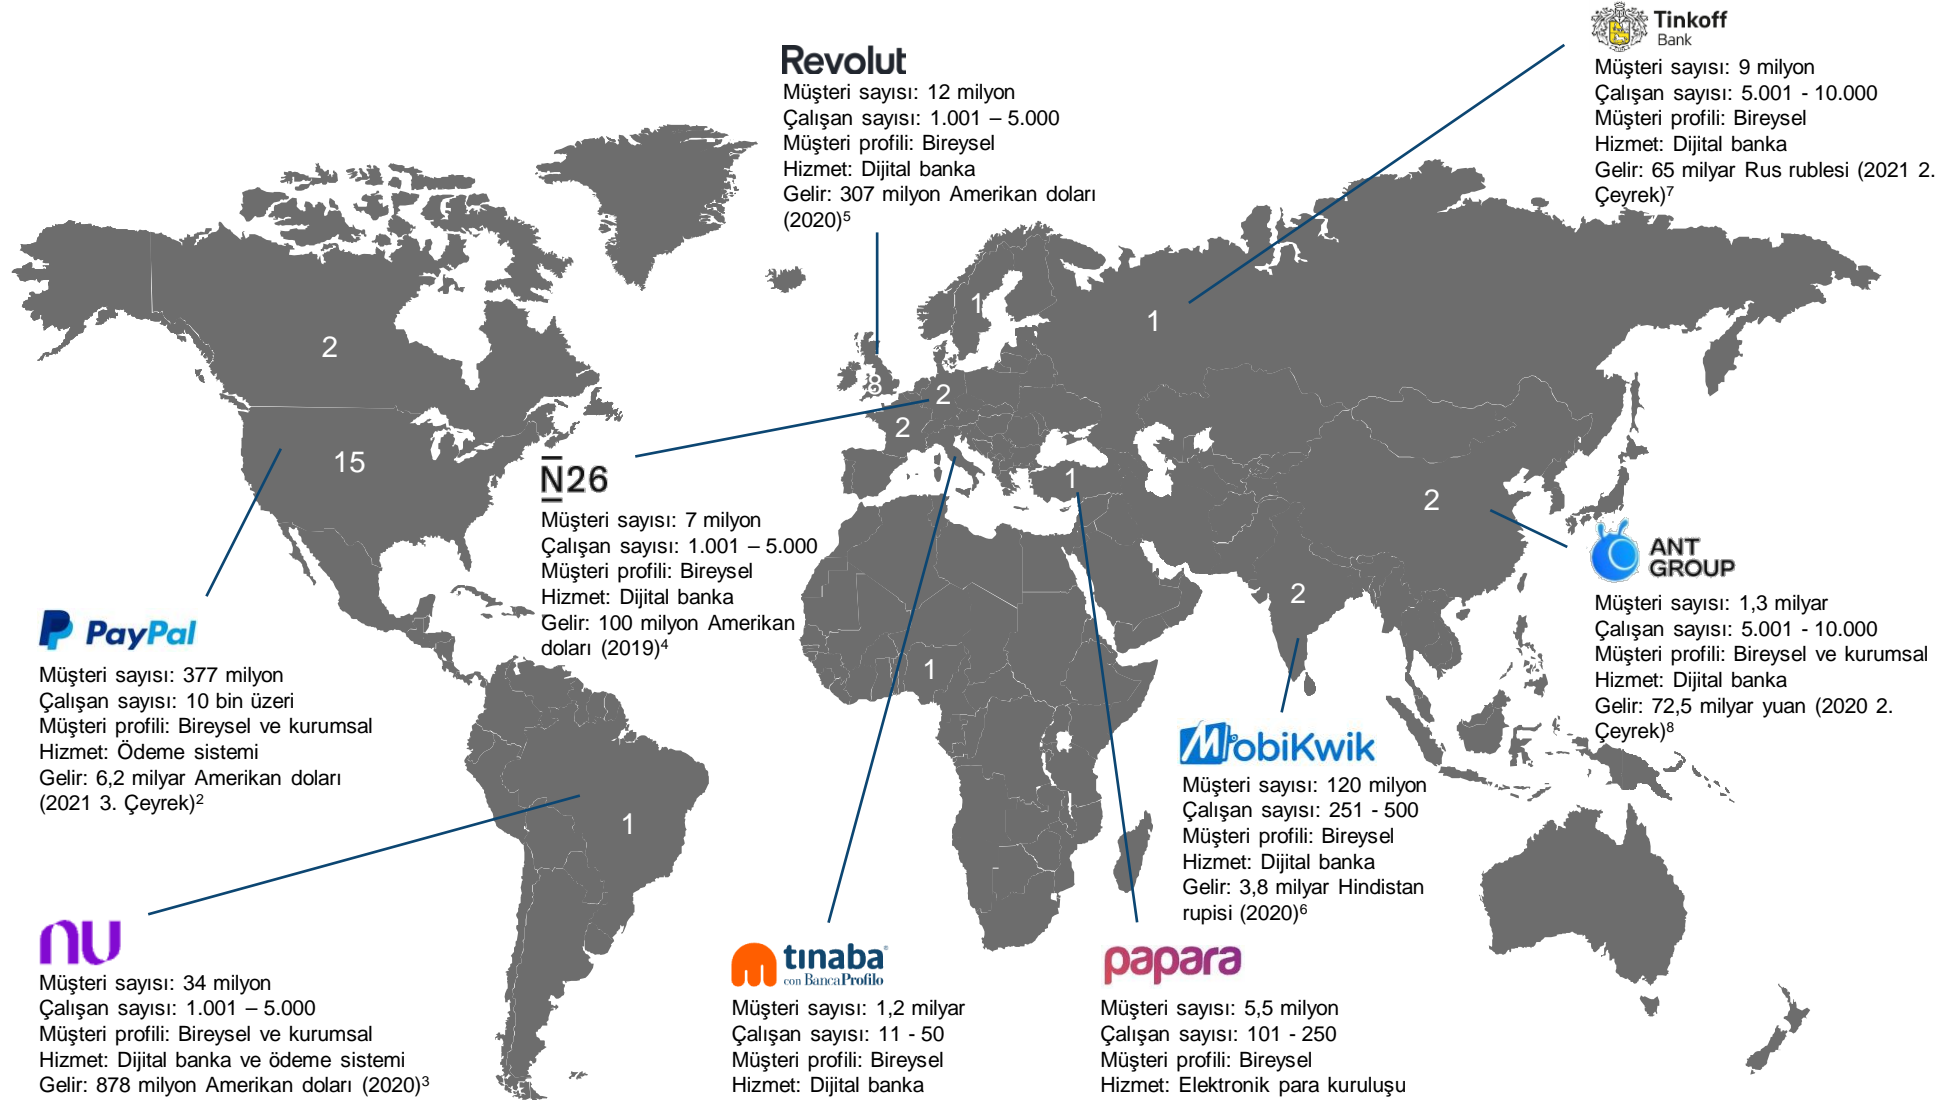 Tinkoff
Bank
Müşteri sayısı: 9 milyon
Çalışan sayısı: 5.001 - 10.000
Müşteri profili: Bireysel
Hizmet: Dijital banka
Gelir: 65 milyar Rus rublesi (2021 2.
Çeyrek)⁷
Revolut
Müşteri sayısı: 12 milyon
Çalışan sayısı: 1.001 – 5.000
Müşteri profili: Bireysel
Hizmet: Dijital banka
Gelir: 307 milyon Amerikan doları
(2020)⁵
1
1
2
8
2
2
15
1
2
N26
Müşteri sayısı: 7 milyon
Çalışan sayısı: 1.001 – 5.000
Müşteri profili: Bireysel
Hizmet: Dijital banka
Gelir: 100 milyon Amerikan
doları (2019)⁴
ANT
GROUP
Müşteri sayısı: 1,3 milyar
Çalışan sayısı: 5.001 - 10.000
Müşteri profili: Bireysel ve kurumsal
Hizmet: Dijital banka
Gelir: 72,5 milyar yuan (2020 2.
Çeyrek)⁸
2
1
PayPal
Müşteri sayısı: 377 milyon
Çalışan sayısı: 10 bin üzeri
Müşteri profili: Bireysel ve kurumsal
Hizmet: Ödeme sistemi
Gelir: 6,2 milyar Amerikan doları
(2021 3. Çeyrek)²
MobiKwik
Müşteri sayısı: 120 milyon
Çalışan sayısı: 251 - 500
Müşteri profili: Bireysel
Hizmet: Dijital banka
Gelir: 3,8 milyar Hindistan
rupisi (2020)⁶
1
nu
Müşteri sayısı: 34 milyon
Çalışan sayısı: 1.001 – 5.000
Müşteri profili: Bireysel ve kurumsal
Hizmet: Dijital banka ve ödeme sistemi
Gelir: 878 milyon Amerikan doları (2020)³
tınaba®
con Banca Profilo
Müşteri sayısı: 1,2 milyar
Çalışan sayısı: 11 - 50
Müşteri profili: Bireysel
Hizmet: Dijital banka
papara
Müşteri sayısı: 5,5 milyon
Çalışan sayısı: 101 - 250
Müşteri profili: Bireysel
Hizmet: Elektronik para kuruluşu